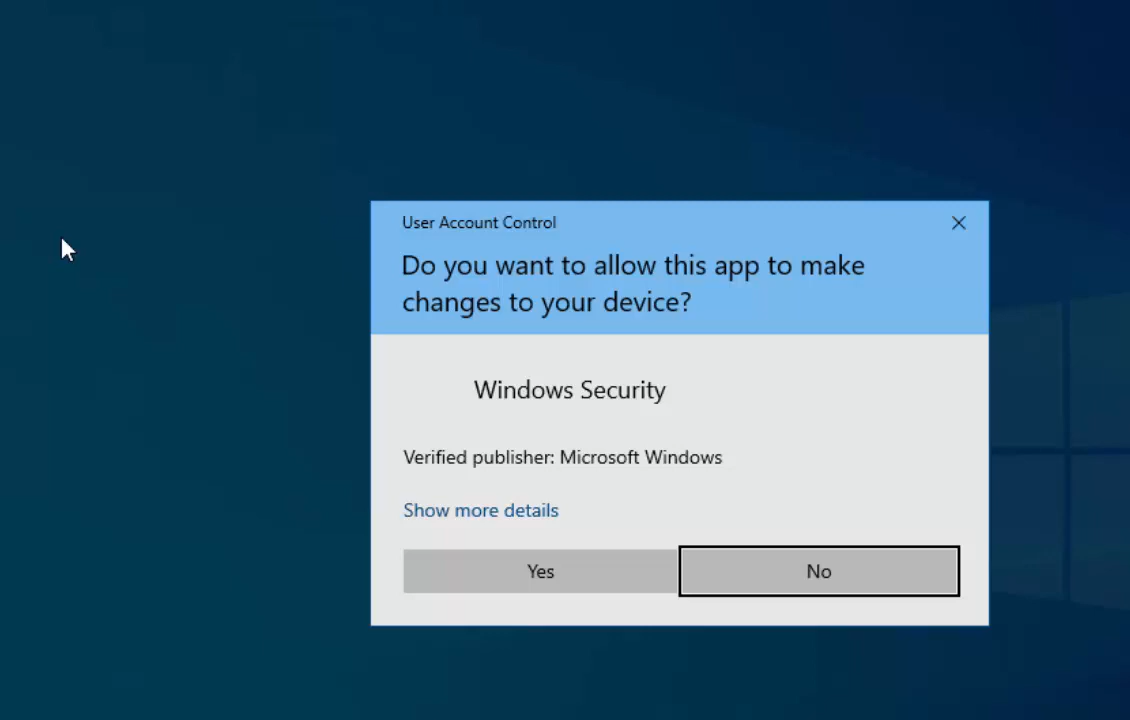 User Account Control
Do you want to allow this app to make
changes to your device?
Windows Security
Verified publisher: Microsoft Windows
Show more details
Yes No